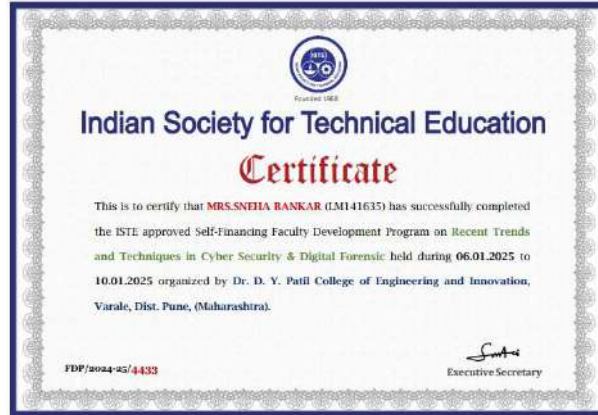 ISTE
Founded 1968
Indian Society for Technical Education
Certificate
This is to certify that MRS.SNEHA BANKAR (LM141635) has successfully completed
the ISTE approved Self-Financing Faculty Development Program on Recent Trends
and Techniques in Cyber Security & Digital Forensic held during 06.01.2025 to
10.01.2025 organized by Dr. D. Y. Patil College of Engineering and Innovation,
Varale, Dist. Pune, (Maharashtra).
FDP/2024-25/4433
Executive Secretary